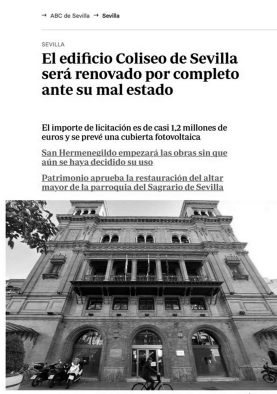 → ABC de Sevilla → Sevilla
SEVILLA
El edificio Coliseo de Sevilla
será renovado por completo
ante su mal estado
El importe de licitación es de casi 1,2 millones de
euros y se prevé una cubierta fotovoltaica
San Hermenegildo empezará las obras sin que
aún se haya decidido su uso
Patrimonio aprueba la restauración del altar
mayor de la parroquia del Sagrario de Sevilla